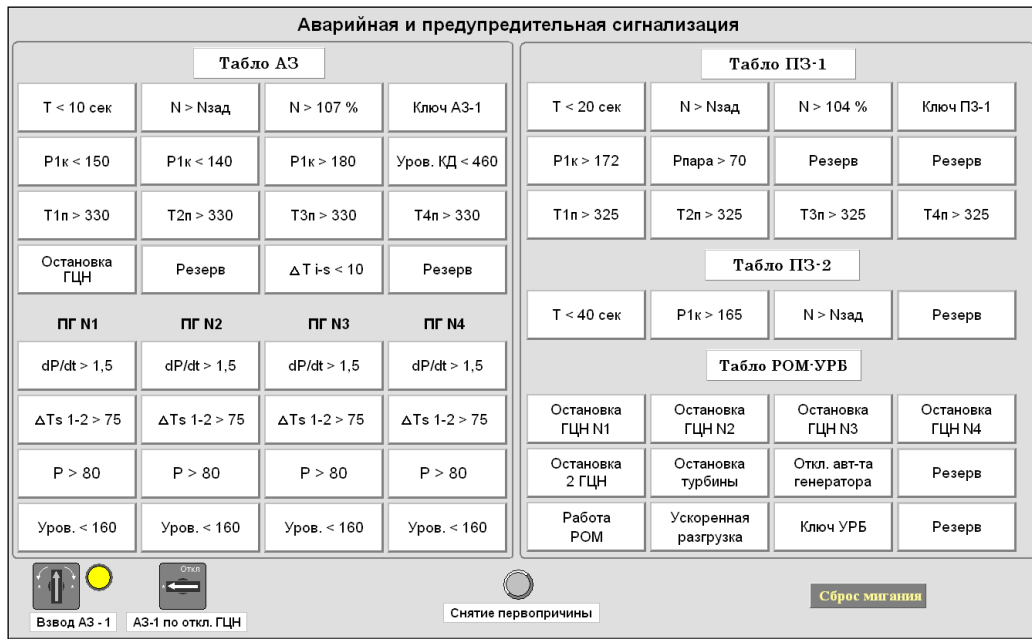 Аварийная и предупредительная сигнализация
Табло АЗ
T < 10 сек
N > Nзад
N > 107 %
Ключ АЗ-1
P1к < 150
P1к < 140
P1к > 180
Уров. КД < 460
T1п > 330
T2п > 330
T3п > 330
T4п > 330
Остановка
ГЦН
Резерв
Δ T i-s < 10
Резерв
ПГ N1
ПГ N2
ПГ N3
ПГ N4
dP/dt > 1,5
dP/dt > 1,5
dP/dt > 1,5
dP/dt > 1,5
ΔTs 1-2 > 75
ΔTs 1-2 > 75
ΔTs 1-2 > 75
ΔTs 1-2 > 75
P > 80
P > 80
P > 80
P > 80
Уров. < 160
Уров. < 160
Уров. < 160
Уров. < 160
Табло ПЗ-1
T < 20 сек
N > Nзад
N > 104 %
Ключ ПЗ-1
P1к > 172
Pпара > 70
Резерв
Резерв
T1п > 325
T2п > 325
T3п > 325
T4п > 325
Табло ПЗ-2
T < 40 сек
P1к > 165
N > Nзад
Резерв
Табло РОМ-УРБ
Остановка
ГЦН N1
Остановка
ГЦН N2
Остановка
ГЦН N3
Остановка
ГЦН N4
Остановка
2 ГЦН
Остановка
турбины
Откл. авт-та
генератора
Резерв
Работа
РОМ
Ускоренная
разгрузка
Ключ УРБ
Резерв
Взвод АЗ - 1
Откл
АЗ-1 по откл. ГЦН
Снятие первопричины
Сброс мигания